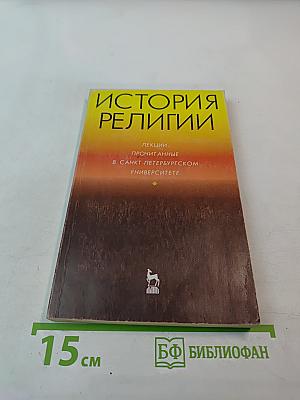 ИСТОРИЯ
РЕЛИГИИ
ЛЕКЦИИ
ПРОЧИТАННЫЕ
В САНКТ-ПЕТЕРБУРГСКОМ
УНИВЕРСИТЕТЕ
15 см
БФ БИБЛИОФАН